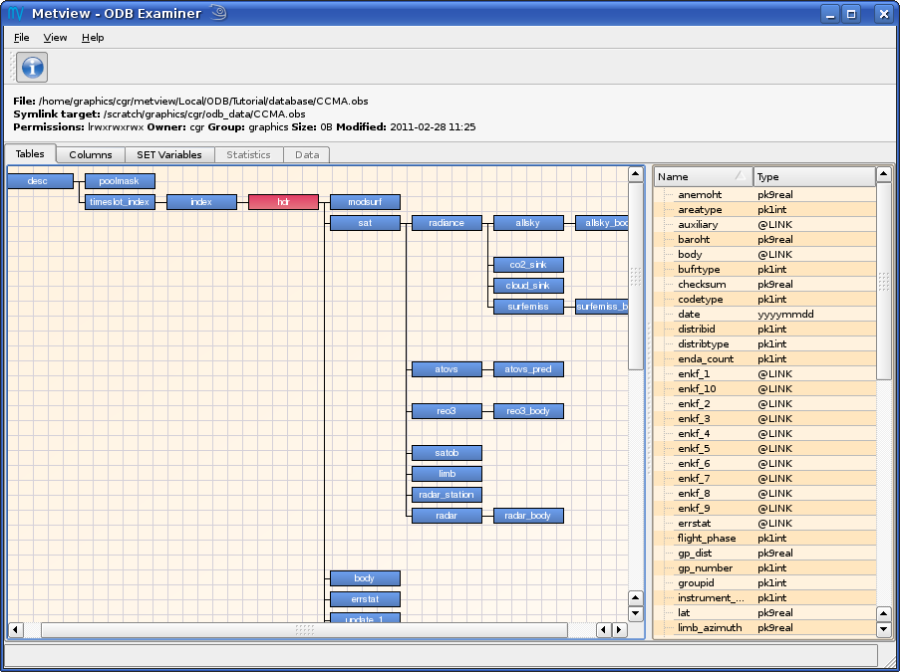 Metview - ODB Examiner
File View Help
File: /home/graphics/cgr/metview/Local/ODB/Tutorial/database/CCMA.obs
Symlink target: /scratch/graphics/cgr/odb_data/CCMA.obs
Permissions: lrwxrwxrwx Owner: cgr Group: graphics Size: 0B Modified: 2011-02-28 11:25
Tables Columns SET Variables Statistics Data
desc poolmask
timeslot_index index hdr modsurf
sat radiance allsky allsky_boc
co2_sink
cloud_sink
surfemiss surfemiss_b
atovs atovs_pred
reo3 reo3_body
satob
limb
radar_station
radar radar_body
body
errstat
update_1
Name Type
anemoht pk9real
areatype pk1int
auxiliary @LINK
baroht pk9real
body @LINK
bufrtype pk1int
checksum pk9real
codetype pk1int
date yyyymmdd
distribid pk1int
distribtype pk1int
enda_count pk1int
enkf_1 @LINK
enkf_10 @LINK
enkf_2 @LINK
enkf_3 @LINK
enkf_4 @LINK
enkf_5 @LINK
enkf_6 @LINK
enkf_7 @LINK
enkf_8 @LINK
enkf_9 @LINK
errstat @LINK
flight_phase pk1int
gp_dist pk9real
gp_number pk1int
groupid pk1int
instrument_... pk1int
lat pk9real
limb_azimuth pk9real